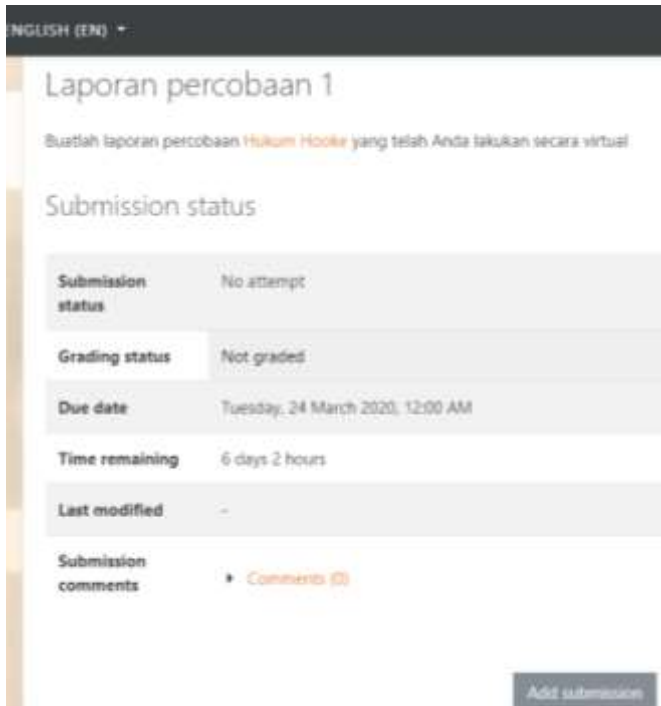 ENGLISH (EN)
Laporan percobaan 1
Buatlah laporan percobaan Hukum Hooke yang telah Anda lakukan secara virtual
Submission status
Submission status No attempt
Grading status Not graded
Due date Tuesday, 24 March 2020, 12:00 AM
Time remaining 6 days 2 hours
Last modified -
Submission comments Comments (0)
Add submission